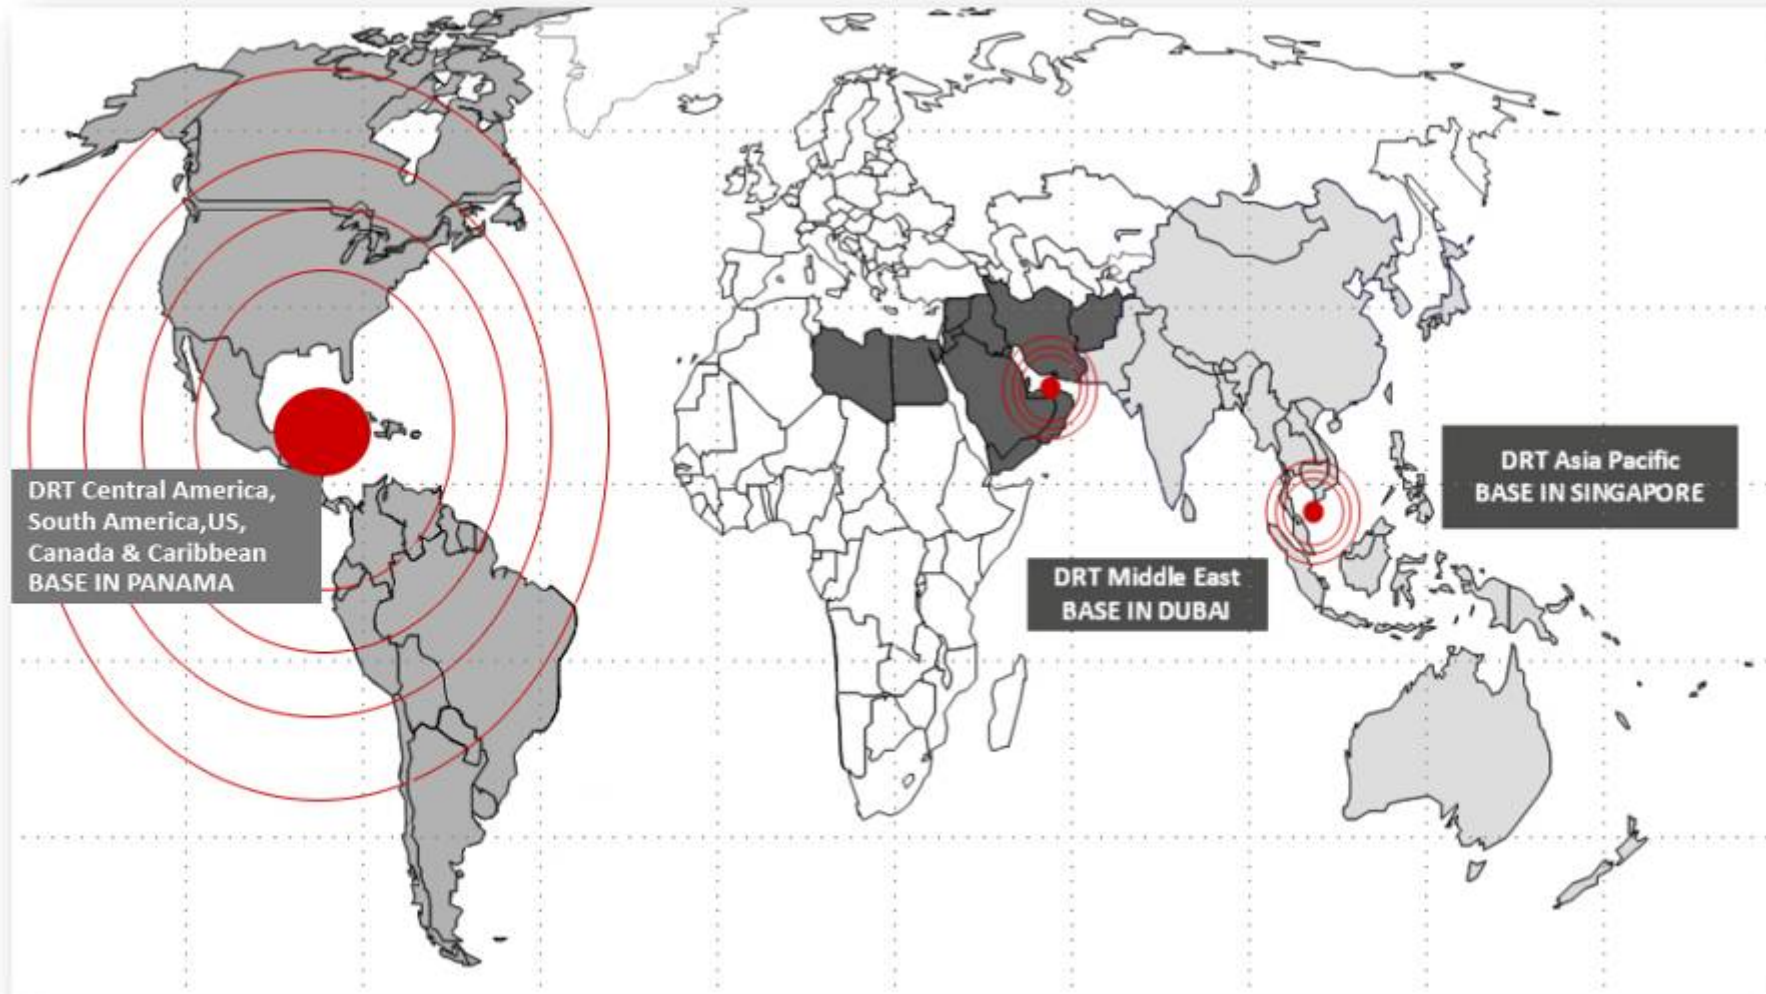 DRT Central America,
South America,US,
Canada & Caribbean
BASE IN PANAMA
DRT Middle East
BASE IN DUBAI
DRT Asia Pacific
BASE IN SINGAPORE